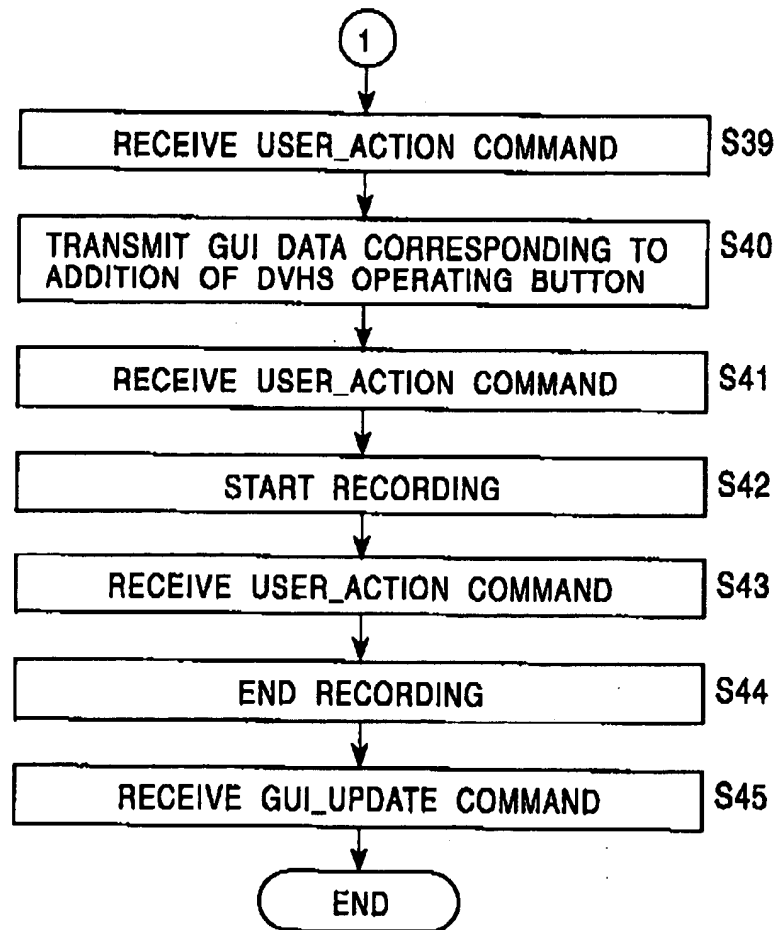 1
RECEIVE USER_ACTION COMMAND S39
TRANSMIT GUI DATA CORRESPONDING TO S40
ADDITION OF DVHS OPERATING BUTTON
RECEIVE USER_ACTION COMMAND S41
START RECORDING S42
RECEIVE USER_ACTION COMMAND S43
END RECORDING S44
RECEIVE GUI_UPDATE COMMAND S45
END